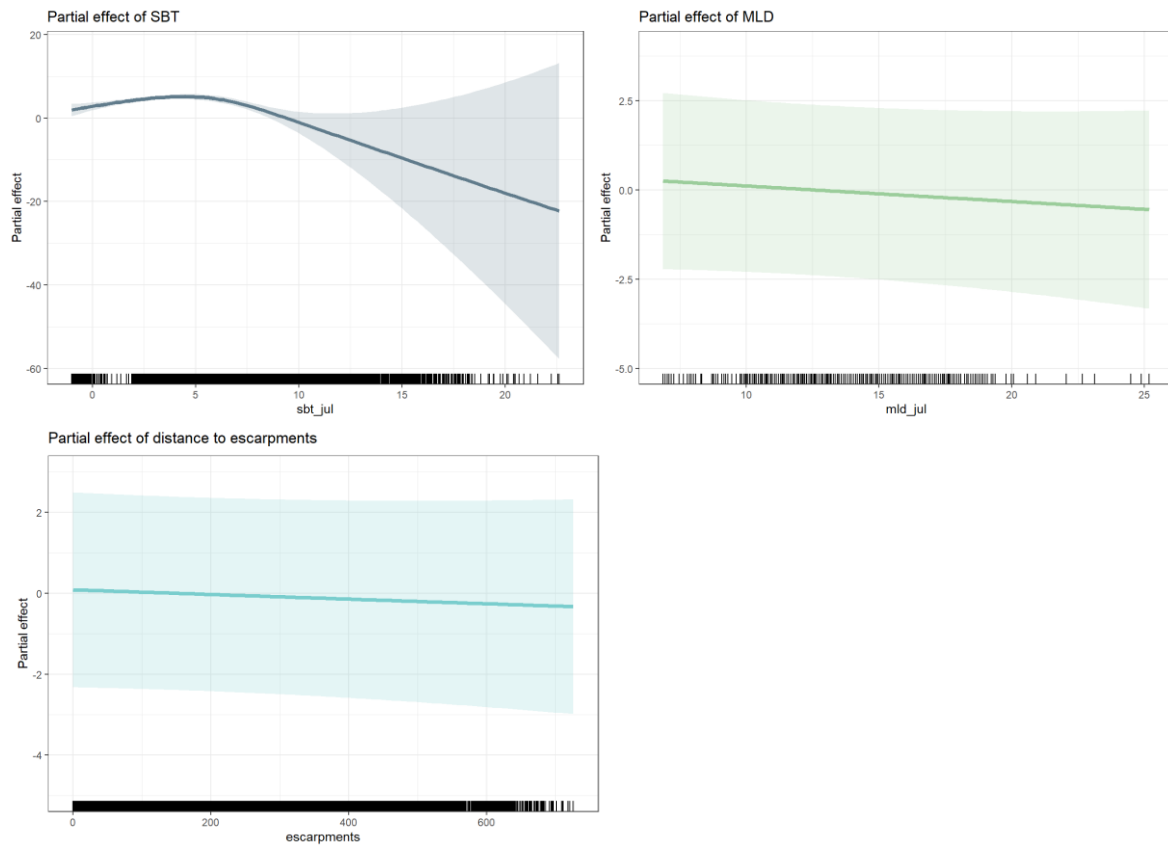 Partial effect of SBT
20
0
-20
-40
-60
Partial effect
0
5
10
15
20
sbt_jul
Partial effect of MLD
2.5
0.0
-2.5
-5.0
Partial effect
10
15
20
25
mld_jul
Partial effect of distance to escarpments
2
0
-2
-4
Partial effect
0
200
400
600
escarpments